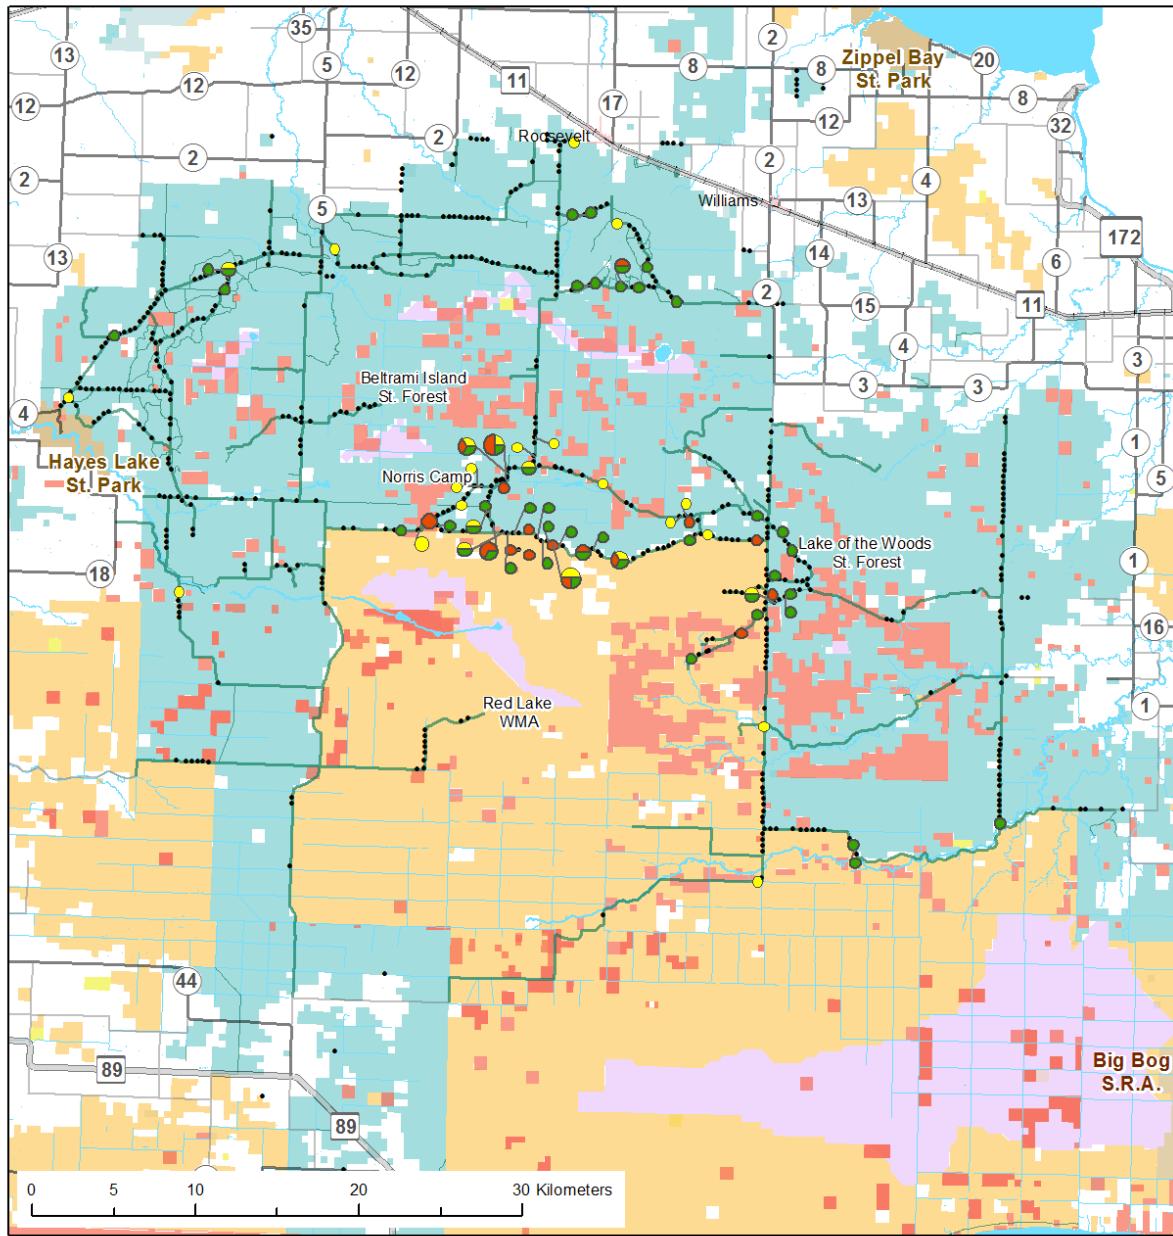 35
13
5
2
20
Zippel Bay
St. Park
12
12
11
8
8
8
12
17
12
32
2
Roosevelt
2
2
2
4
Williams
13
5
172
13
14
6
2
15
11
4
3
Beltrami Island
St. Forest
3
3
4
1
Hayes Lake
St. Park
Norris Camp
5
Lake of the Woods
St. Forest
1
18
16
Red Lake
WMA
1
44
Big Bog
S.R.A.
89
89
0
5
10
20
30 Kilometers